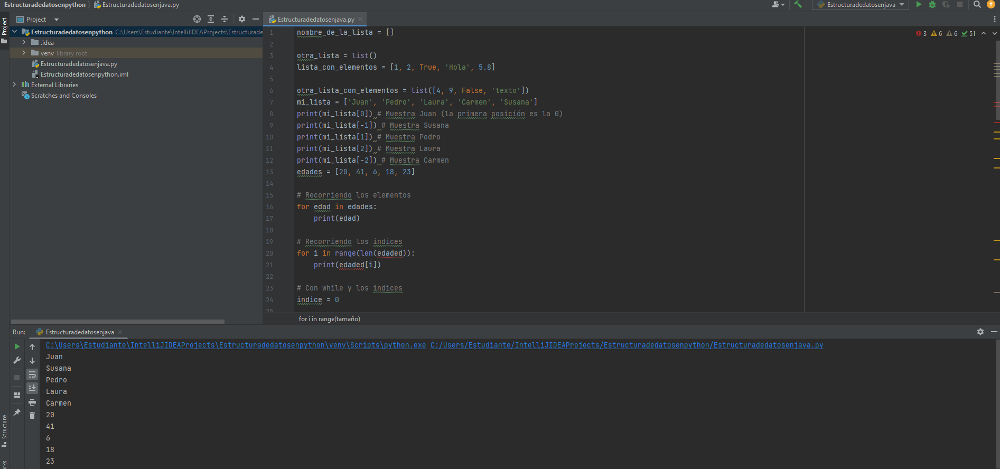 Estructuradedatosenpython Estructuradedatosenjava.py
Estructuradedatosenjava
Project
Estructuradedatosenjava.py
Project
Estructuradedatosenpython C:\Users\Estudiante\IntelliJIDEAProjects\Estructurade
.idea
venv library root
Estructuradedatosenjava.py
Estructuradedatosenpython.iml
External Libraries
Scratches and Consoles
3 6 6 51
1 nombre_de_la_lista = []
2
3 otra_lista = list()
4 lista_con_elementos = [1, 2, True, 'Hola', 5.8]
5
6 otra_lista_con_elementos = list([4, 9, False, 'texto'])
7 mi_lista = ['Juan', 'Pedro', 'Laura', 'Carmen', 'Susana']
8 print(mi_lista[0]) # Muestra Juan (la primera posición es la 0)
9 print(mi_lista[-1]) # Muestra Susana
10 print(mi_lista[1]) # Muestra Pedro
11 print(mi_lista[2]) # Muestra Laura
12 print(mi_lista[-2]) # Muestra Carmen
13 edades = [20, 41, 6, 18, 23]
14
15 # Recorriendo los elementos
16 for edad in edades:
17     print(edad)
18
19 # Recorriendo los índices
20 for i in range(len(edaded)):
21     print(edaded[i])
22
23 # Con while y los índices
24 indice = 0
25
for i in range(tamaño)
Run: Estructuradedatosenjava
C:\Users\Estudiante\IntelliJIDEAProjects\Estructuradedatosenpython\venv\Scripts\python.exe C:/Users/Estudiante/IntelliJIDEAProjects/Estructuradedatosenpython/Estructuradedatosenjava.py
Juan
Susana
Pedro
Laura
Carmen
20
41
6
18
23
Structure